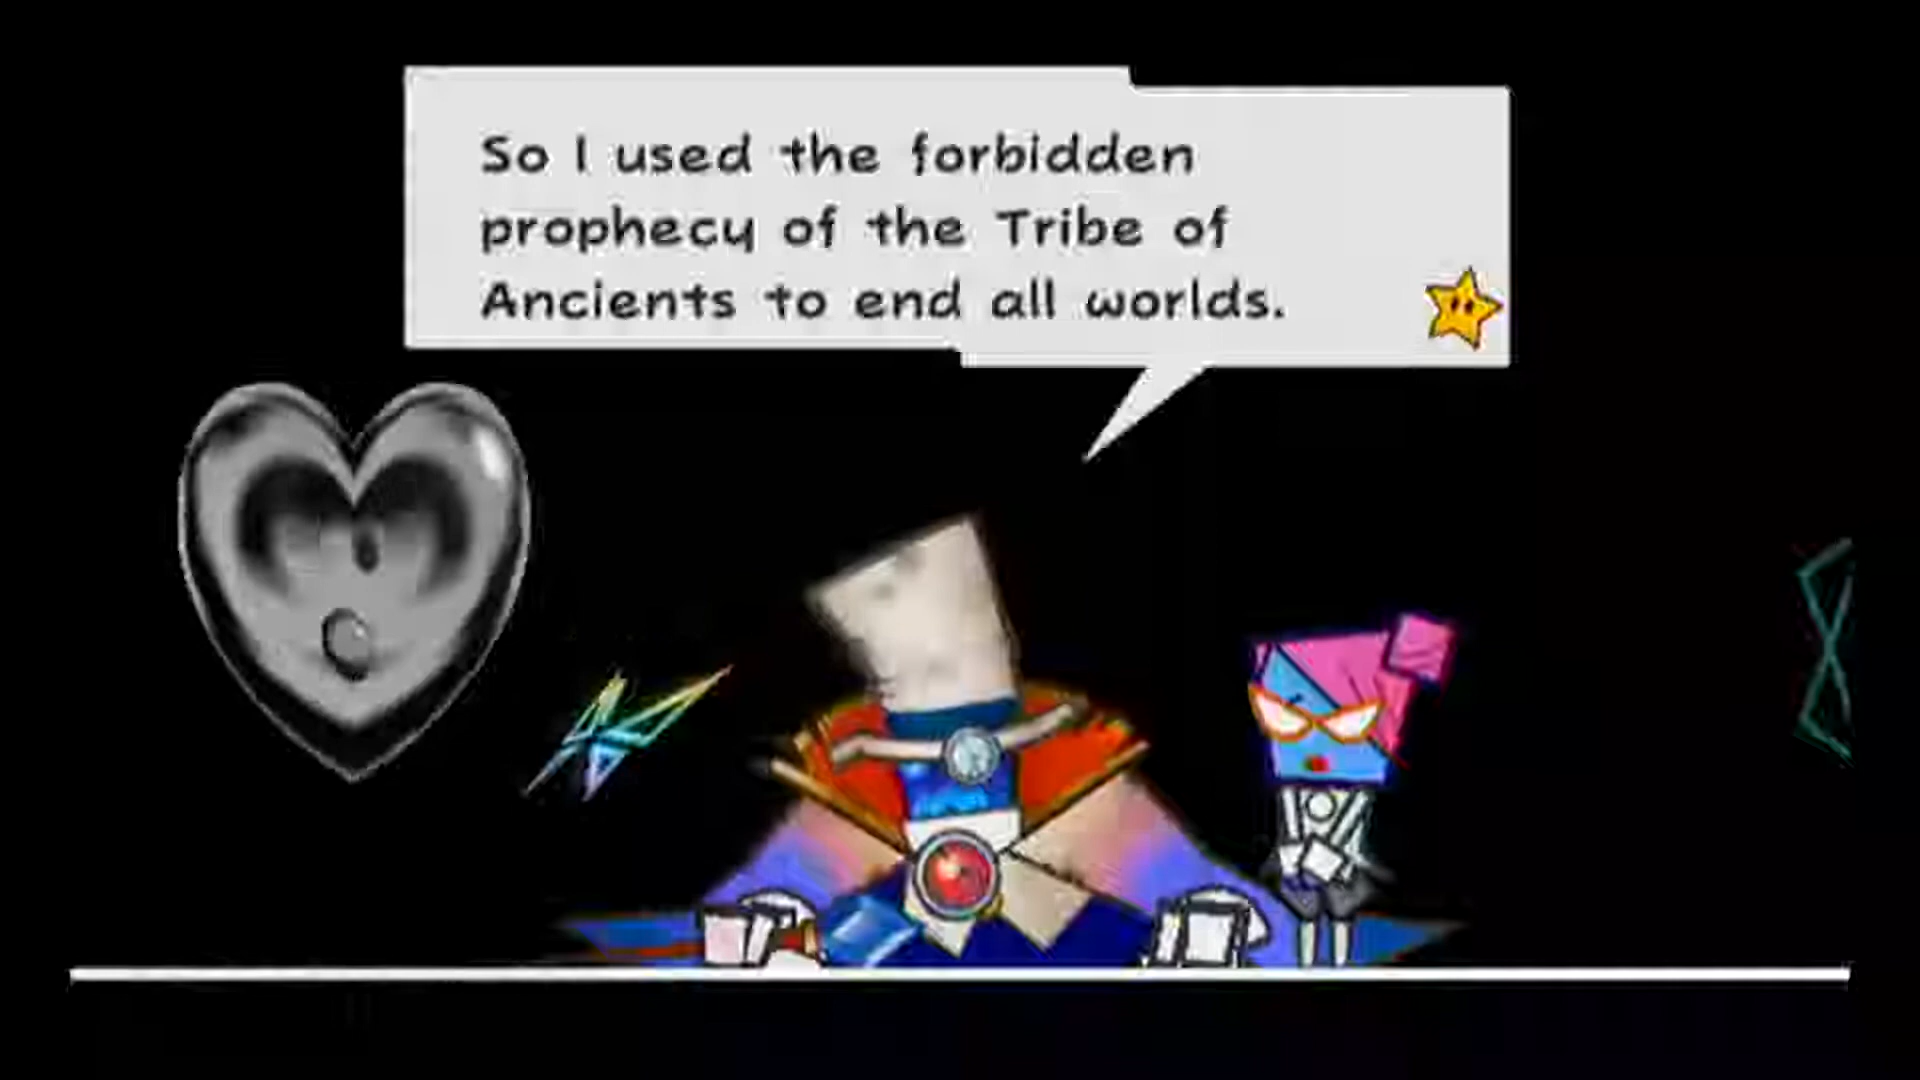 So I used the forbidden
prophecy of the Tribe of
Ancients to end all worlds.